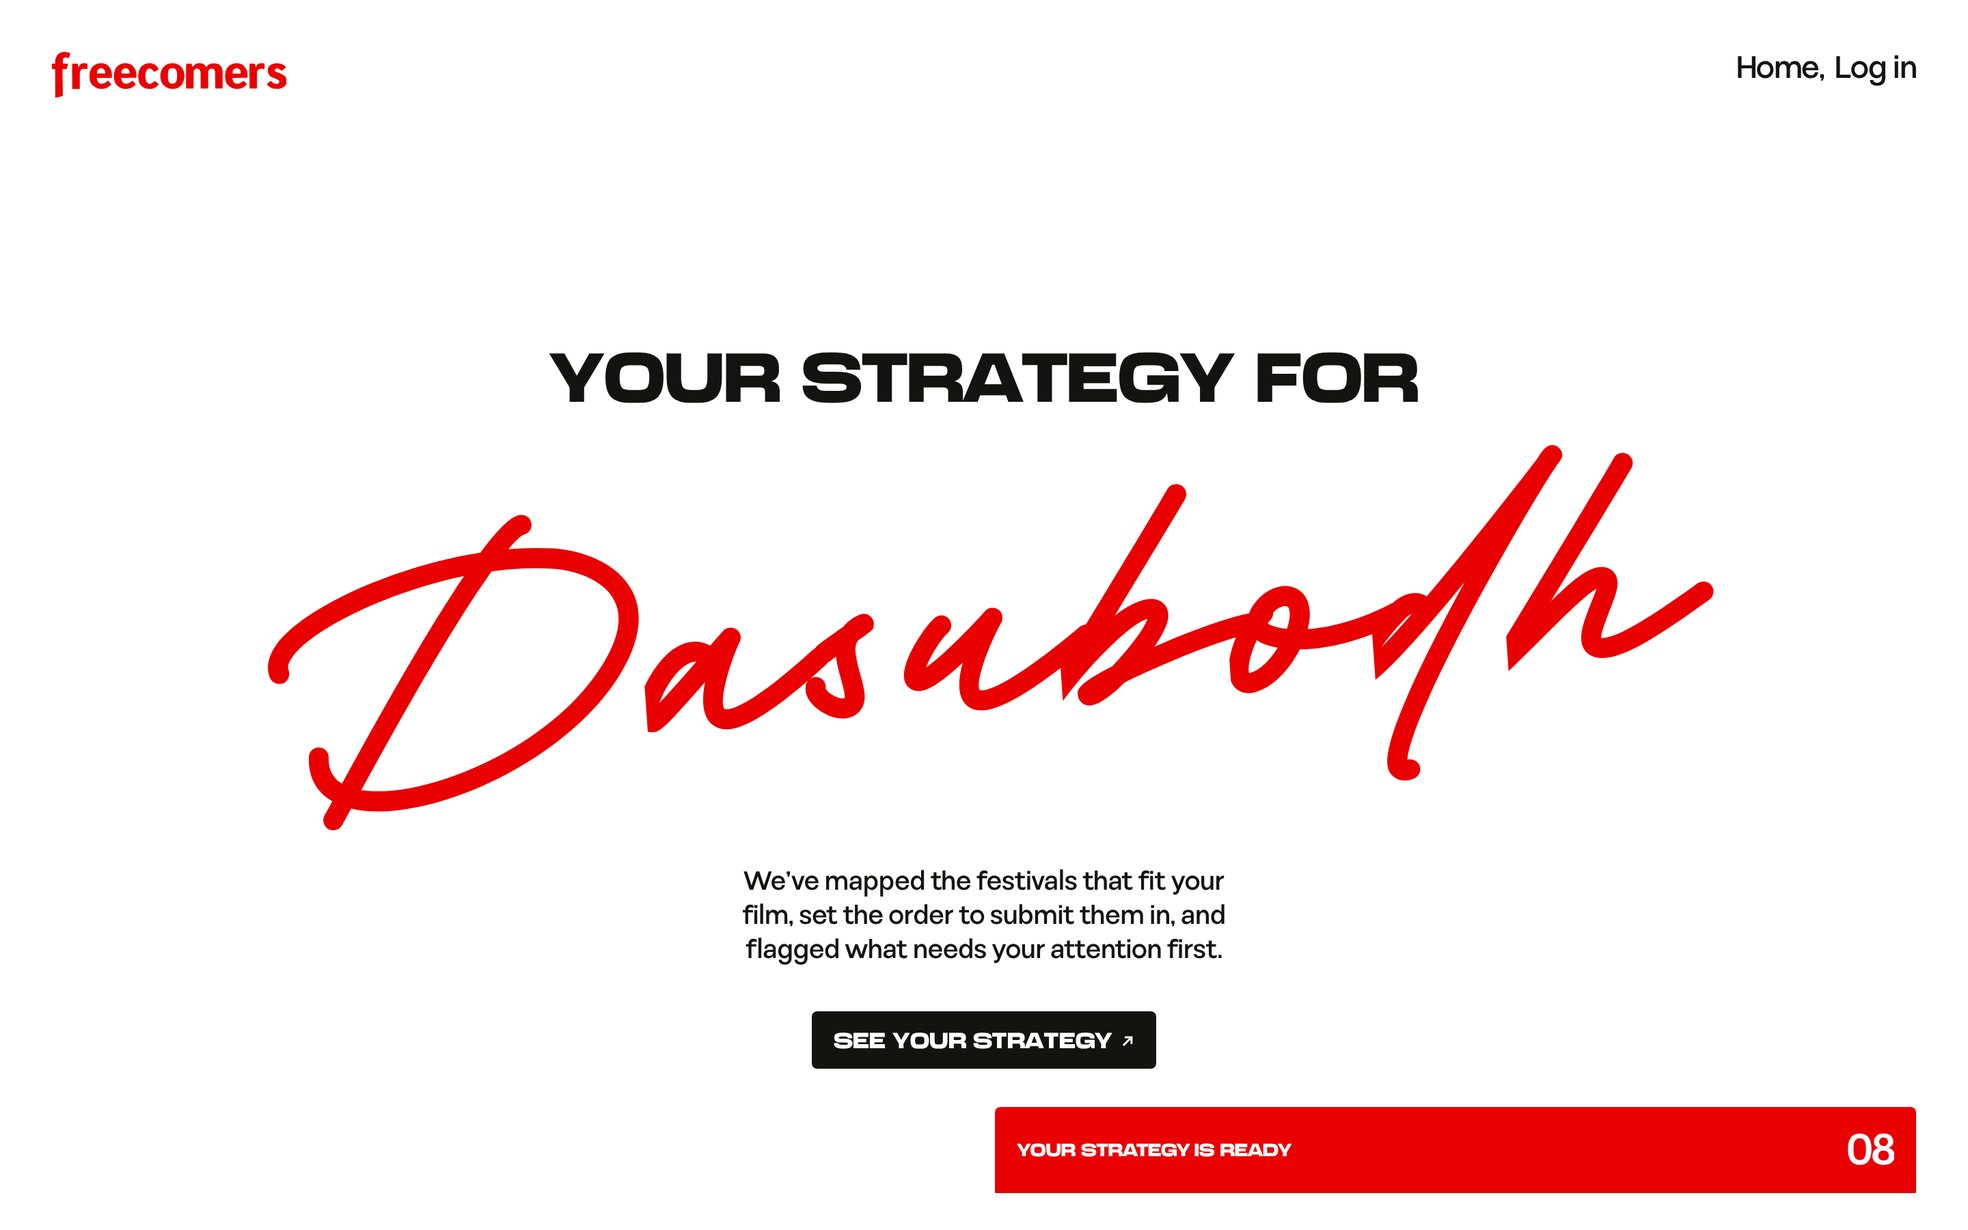 freecomers
Home, Log in
YOUR STRATEGY FOR
Dasubodh
We’ve mapped the festivals that fit your
film, set the order to submit them in, and
flagged what needs your attention first.
SEE YOUR STRATEGY ↗
YOUR STRATEGY IS READY
08